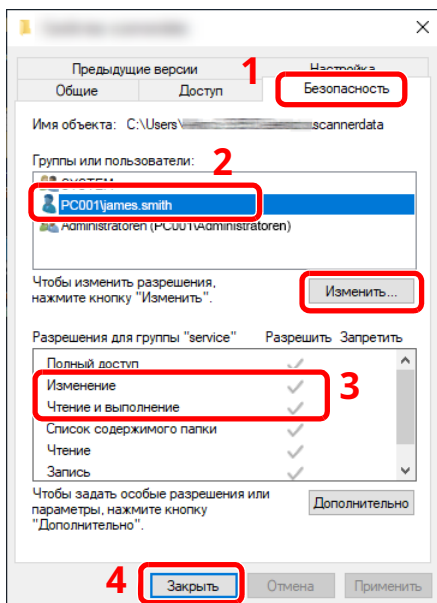 Предыдущие версии
1
Настройка
Общие
Доступ
Безопасность
Имя объекта: C:\Users\
scannerdata
Группы или пользователи:
2
SYSTEM
PC001\james.smith
Administratoren (PC001\Administratoren)
Чтобы изменить разрешения,
нажмите кнопку "Изменить".
Изменить...
Разрешения для группы "service"
Разрешить Запретить
Полный доступ
Изменение
3
Чтение и выполнение
Список содержимого папки
Чтение
Запись
Чтобы задать особые разрешения или
параметры, нажмите кнопку
"Дополнительно".
Дополнительно
4
Закрыть
Отмена
Применить